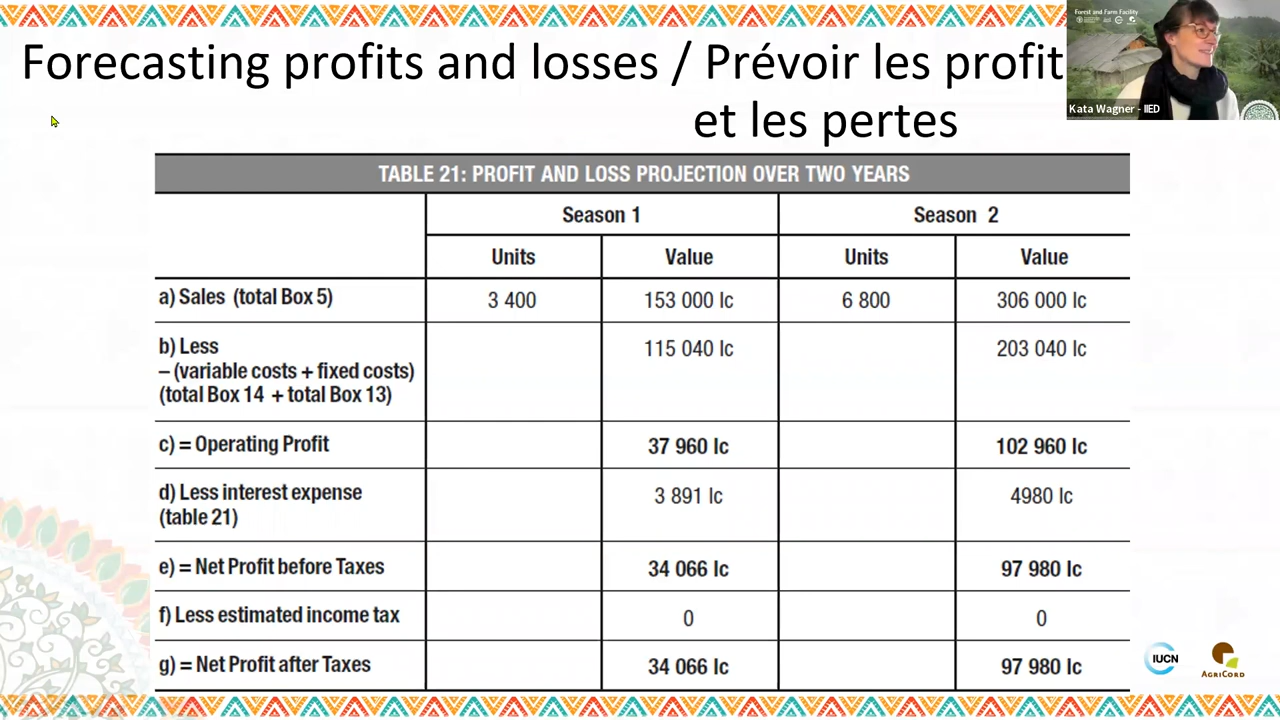 Forecasting profits and losses / Prévoir les profit
et les pertes
Forest and Farm Facility
Kata Wagner - IIED
TABLE 21: PROFIT AND LOSS PROJECTION OVER TWO YEARS
Season 1 Season 2
Units Value Units Value
a) Sales (total Box 5) 3 400 153 000 lc 6 800 306 000 lc
b) Less 115 040 lc 203 040 lc
– (variable costs + fixed costs)
(total Box 14 + total Box 13)
c) = Operating Profit 37 960 lc 102 960 lc
d) Less interest expense 3 891 lc 4980 lc
(table 21)
e) = Net Profit before Taxes 34 066 lc 97 980 lc
f) Less estimated income tax 0 0
g) = Net Profit after Taxes 34 066 lc 97 980 lc
IUCN
AGRICORD